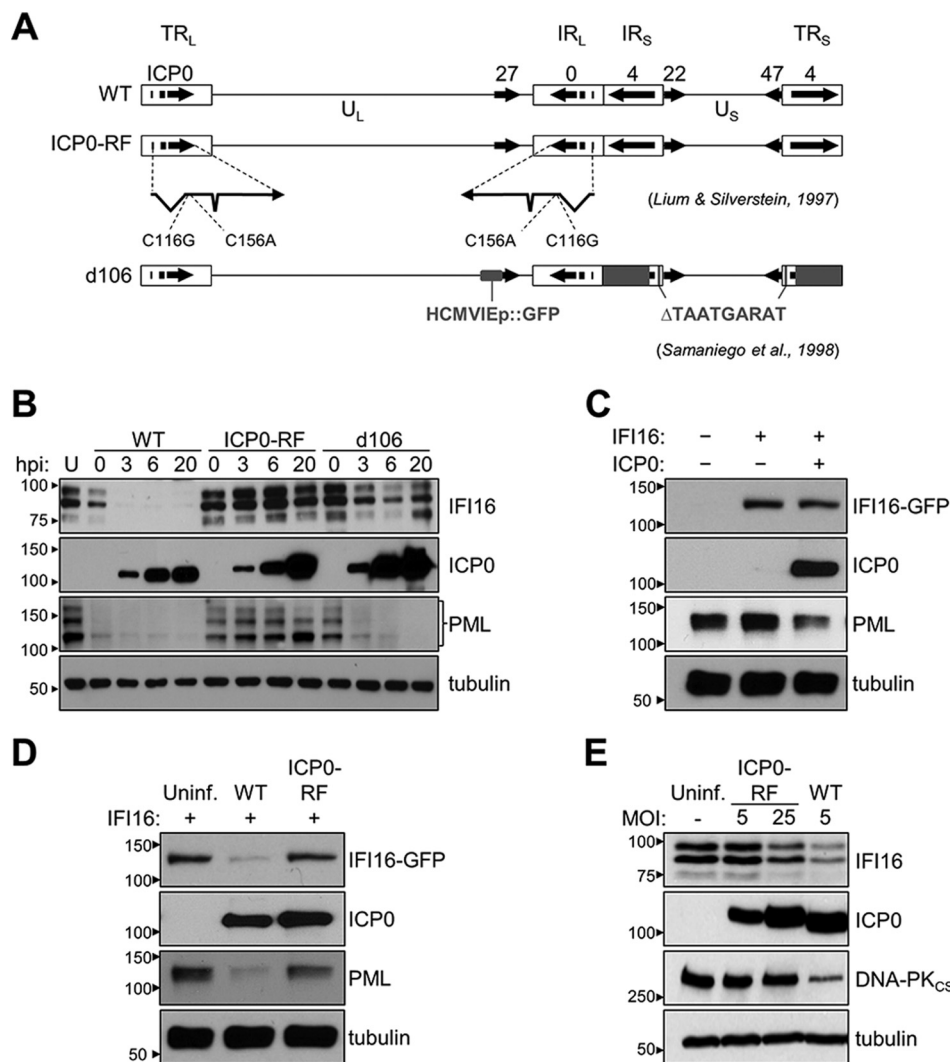 A
TRL IRL IRS TRS
ICP0 27 0 4 22 47 4
WT
UL US
ICP0-RF
(Lium & Silverstein, 1997)
C116G C156A C156A C116G
d106
HCMVIEp::GFP ΔTAATGARAT
(Samaniego et al., 1998)
B
WT ICP0-RF d106
hpi: U 0 3 6 20 0 3 6 20 0 3 6 20
100
75
IFI16
150
100
ICP0
150
100
PML
50
tubulin
C
IFI16: – + +
ICP0: – – +
150
100
IFI16-GFP
100
ICP0
150
100
PML
50
tubulin
D
Uninf. WT ICP0-RF
IFI16: + + +
150
100
IFI16-GFP
100
ICP0
150
100
PML
50
tubulin
E
Uninf. ICP0-RF WT
MOI: - 5 25 5
100
75
IFI16
100
ICP0
250
DNA-PKCS
50
tubulin